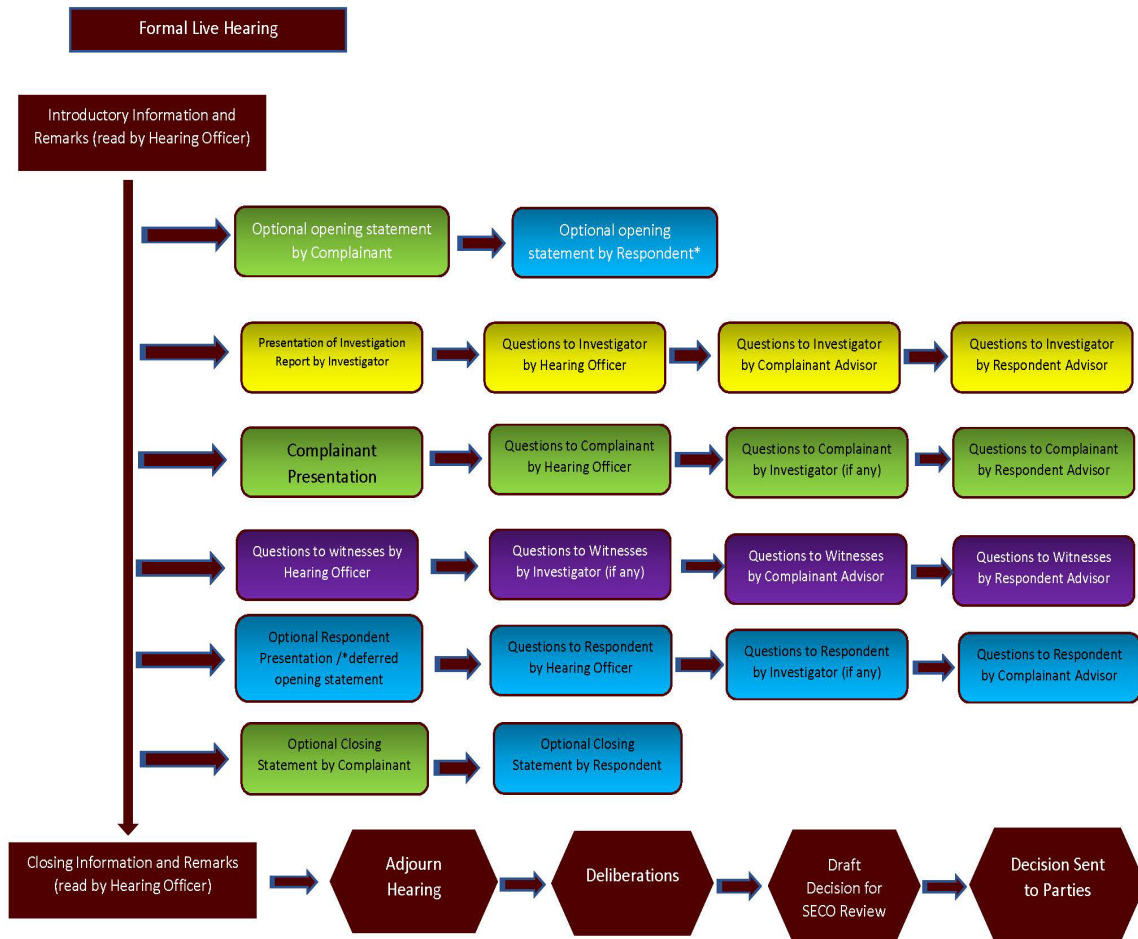 Formal Live Hearing
Introductory Information and
Remarks (read by Hearing Officer)
Optional opening statement
by Complainant
Optional opening
statement by Respondent*
Presentation of Investigation
Report by Investigator
Questions to Investigator
by Hearing Officer
Questions to Investigator
by Complainant Advisor
Questions to Investigator
by Respondent Advisor
Complainant
Presentation
Questions to Complainant
by Hearing Officer
Questions to Complainant
by Investigator (if any)
Questions to Complainant
by Respondent Advisor
Questions to witnesses by
Hearing Officer
Questions to Witnesses
by Investigator (if any)
Questions to Witnesses
by Complainant Advisor
Questions to Witnesses
by Respondent Advisor
Optional Respondent
Presentation /*deferred
opening statement
Questions to Respondent
by Hearing Officer
Questions to Respondent
by Investigator (if any)
Questions to Respondent
by Complainant Advisor
Optional Closing
Statement by Complainant
Optional Closing
Statement by Respondent
Closing Information and Remarks
(read by Hearing Officer)
Adjourn
Hearing
Deliberations
Draft
Decision for
SECO Review
Decision Sent
to Parties